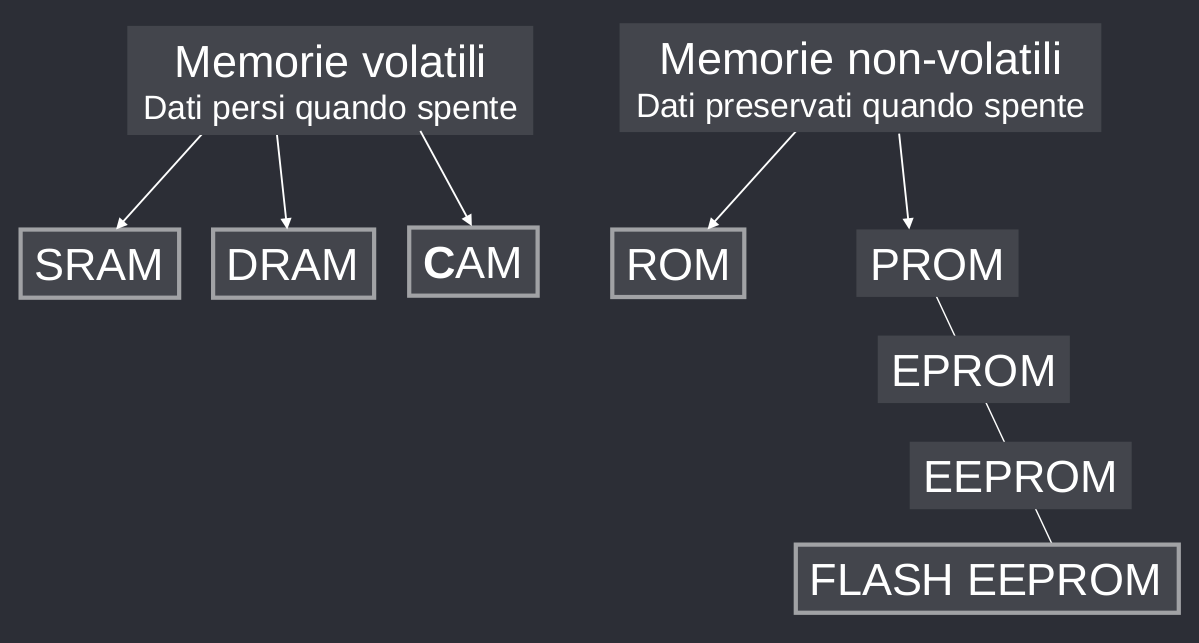 Memorie volatili
Dati persi quando spente
Memorie non-volatili
Dati preservati quando spente
SRAM
DRAM
CAM
ROM
PROM
EPROM
EEPROM
FLASH EEPROM